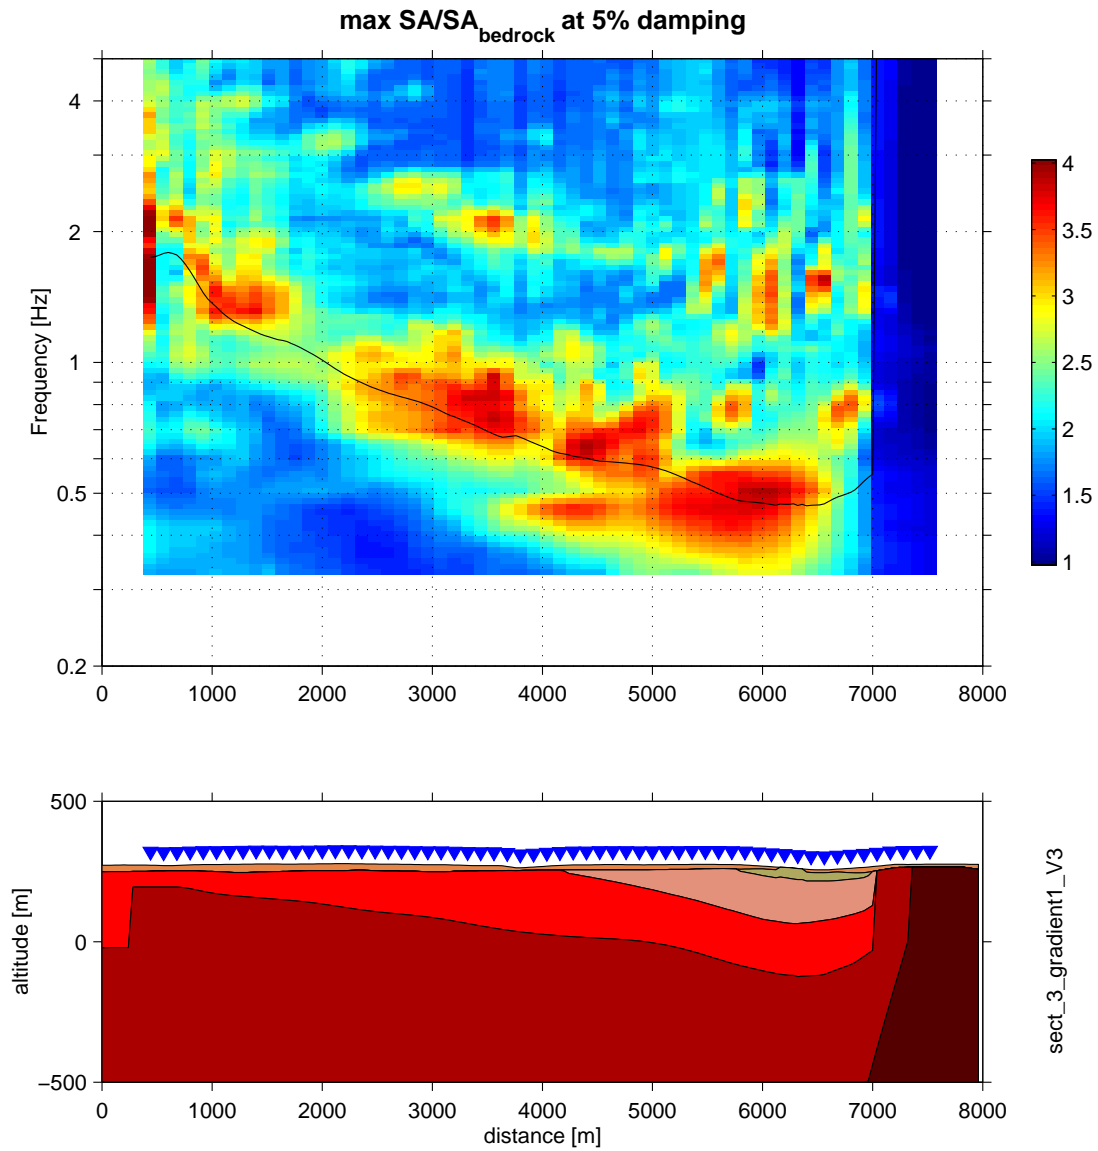 max SA/SA_bedrock at 5% damping
4
2
1
0.5
0.2
Frequency [Hz]
0 1000 2000 3000 4000 5000 6000 7000 8000
4
3.5
3
2.5
2
1.5
1
500
0
−500
altitude [m]
0 1000 2000 3000 4000 5000 6000 7000 8000
distance [m]
sect_3_gradient1_V3